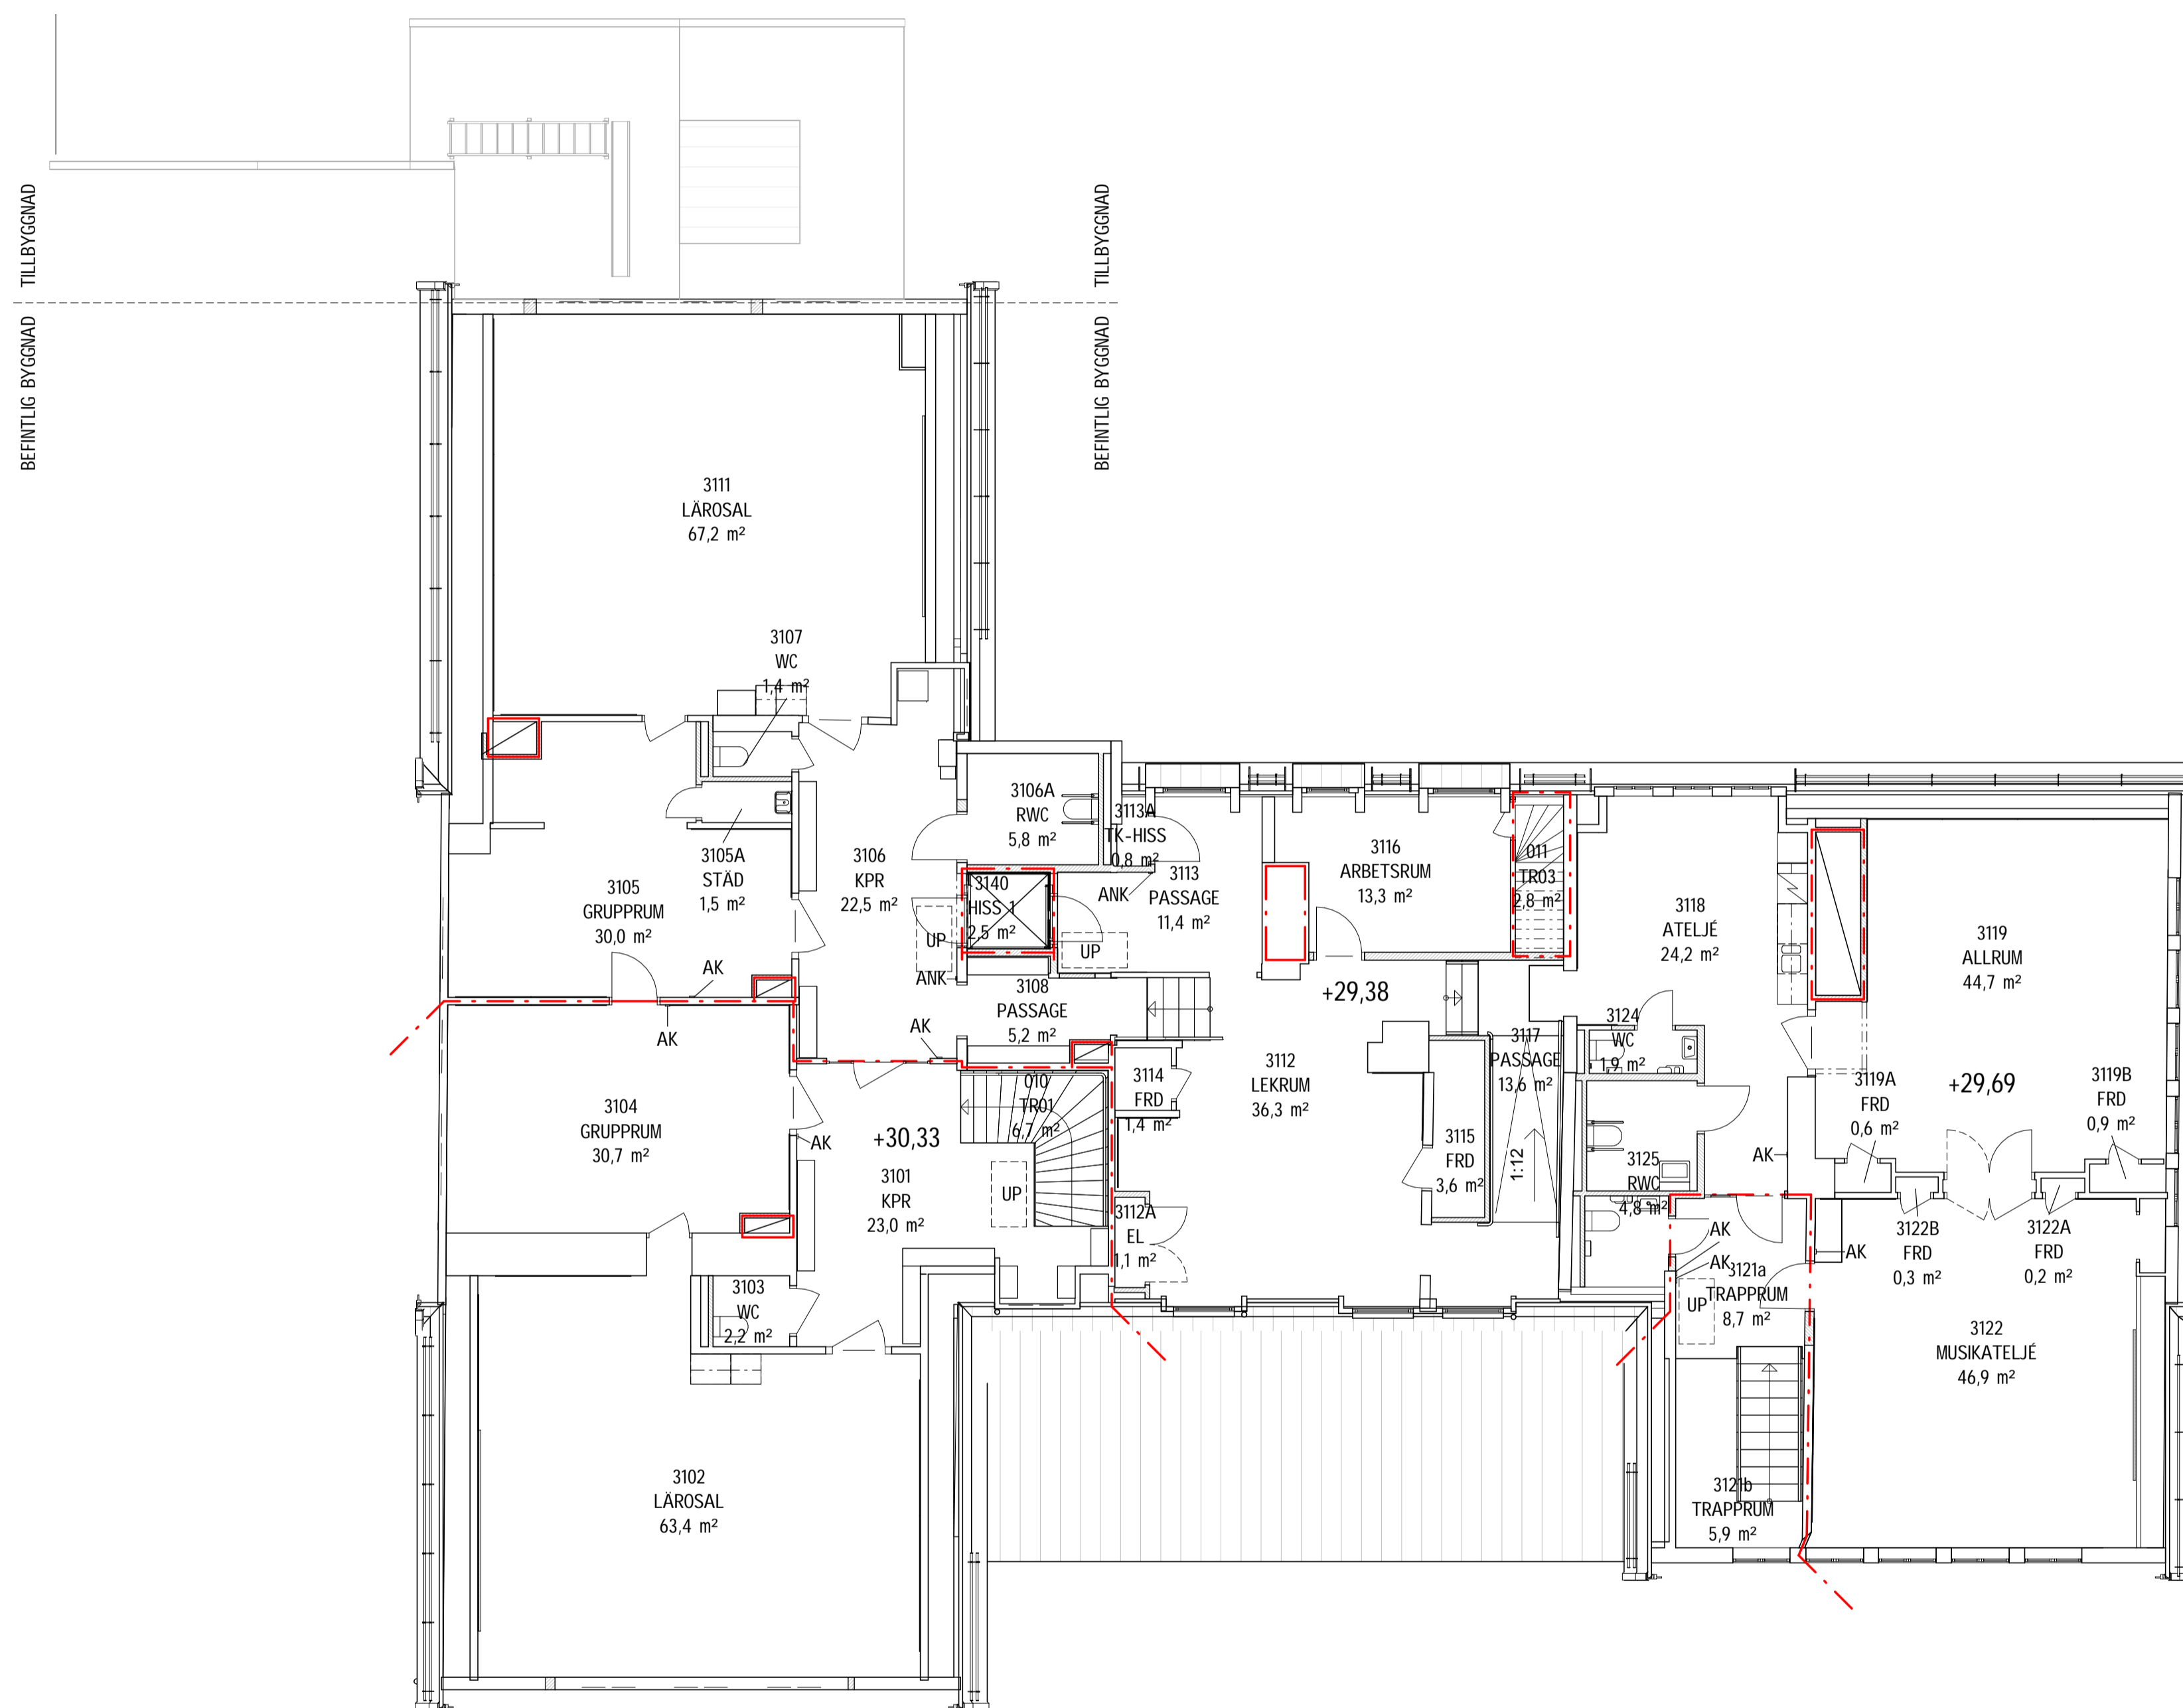 TILLBYGGNAD
BEFINTLIG BYGGNAD
TILLBYGGNAD
BEFINTLIG BYGGNAD
3111
LÄROSAL
67,2 m²
3107
WC
1,4 m²
3106A
RWC
5,8 m²
3113A
TK-HISS
0,8 m²
3105A
STÄD
1,5 m²
3106
KPR
22,5 m²
3105
GRUPPRUM
30,0 m²
3140
HISS 1
2,5 m²
ANK
3113
PASSAGE
11,4 m²
3116
ARBETSRUM
13,3 m²
011
TR03
2,8 m²
3118
ATELJÉ
24,2 m²
3119
ALLRUM
44,7 m²
UP
UP
AK
ANK
3108
PASSAGE
5,2 m²
+29,38
AK
AK
3124
WC
1,9 m²
3117
PASSAGE
13,6 m²
3112
LEKRUM
36,3 m²
3114
FRD
1,4 m²
010
TR01
6,7 m²
3119A
FRD
0,6 m²
+29,69
3119B
FRD
0,9 m²
3104
GRUPPRUM
30,7 m²
AK
+30,33
3101
KPR
23,0 m²
UP
3115
FRD
3,6 m²
1:12
3125
RWC
4,8 m²
AK
3112A
EL
1,1 m²
AK
AK
3121a
TRAPPRUM
8,7 m²
UP
AK
3122B
FRD
0,3 m²
3122A
FRD
0,2 m²
3103
WC
2,2 m²
3122
MUSIKATELJÉ
46,9 m²
3102
LÄROSAL
63,4 m²
3121b
TRAPPRUM
5,9 m²